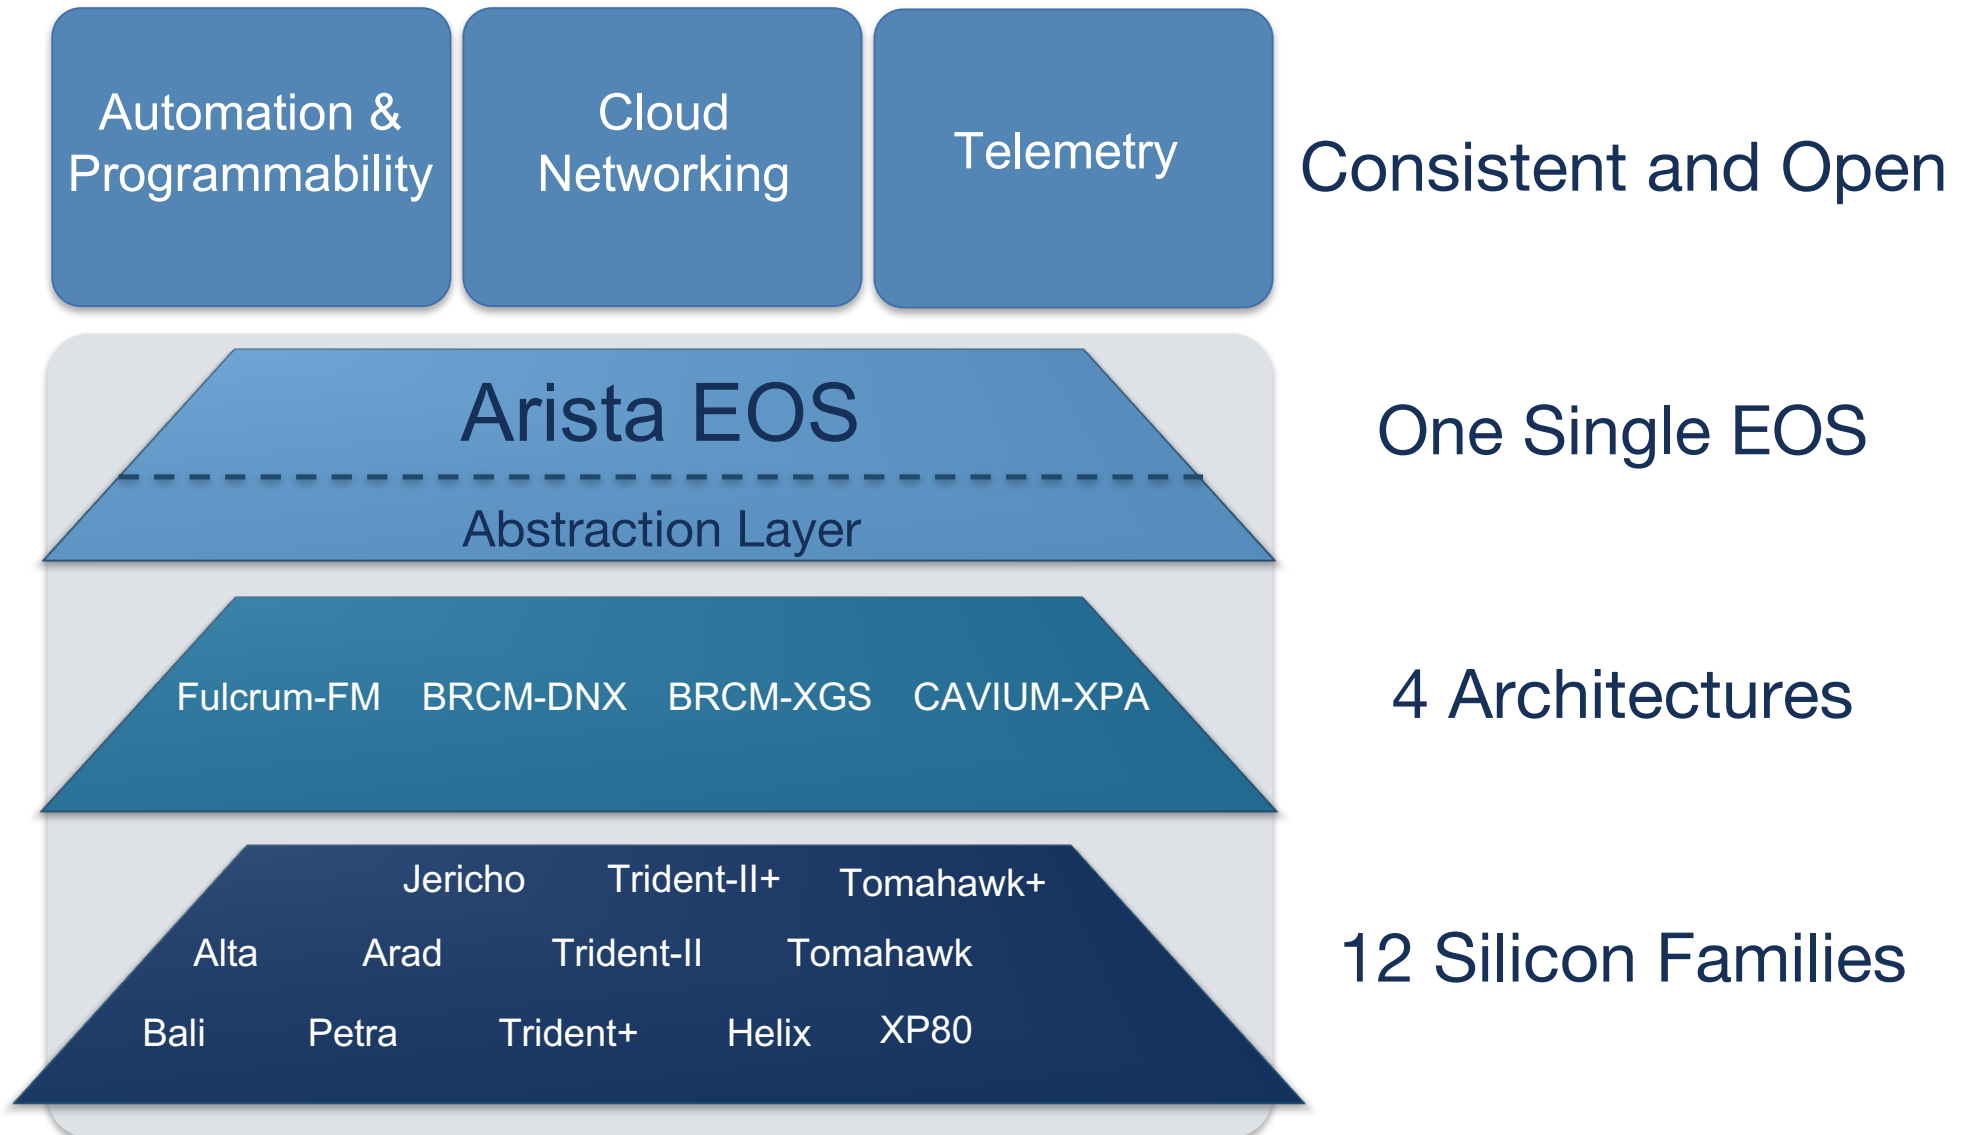 Automation &
Programmability
Cloud
Networking
Telemetry
Consistent and Open
Arista EOS
Abstraction Layer
One Single EOS
Fulcrum-FM BRCM-DNX BRCM-XGS CAVIUM-XPA
4 Architectures
Jericho Trident-II+ Tomahawk+
Alta Arad Trident-II Tomahawk
Bali Petra Trident+ Helix XP80
12 Silicon Families